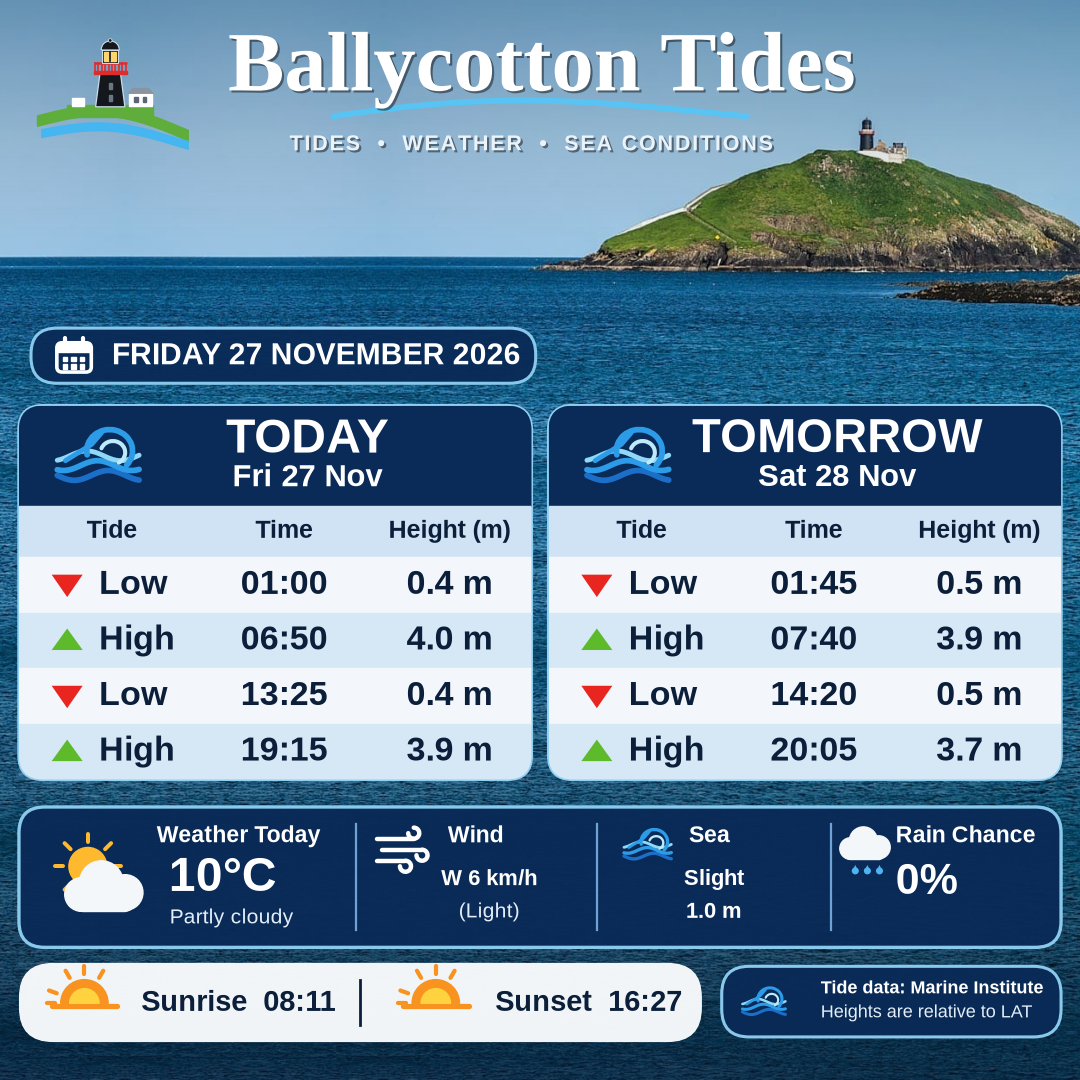 Ballycotton Tides
TIDES • WEATHER • SEA CONDITIONS
FRIDAY 27 NOVEMBER 2026
TODAY
Fri 27 Nov
Tide Time Height (m)
Low 01:00 0.4 m
High 06:50 4.0 m
Low 13:25 0.4 m
High 19:15 3.9 m
TOMORROW
Sat 28 Nov
Tide Time Height (m)
Low 01:45 0.5 m
High 07:40 3.9 m
Low 14:20 0.5 m
High 20:05 3.7 m
Weather Today
10°C
Partly cloudy
Wind
W 6 km/h
(Light)
Sea
Slight
1.0 m
Rain Chance
0%
Sunrise 08:11
Sunset 16:27
Tide data: Marine Institute
Heights are relative to LAT